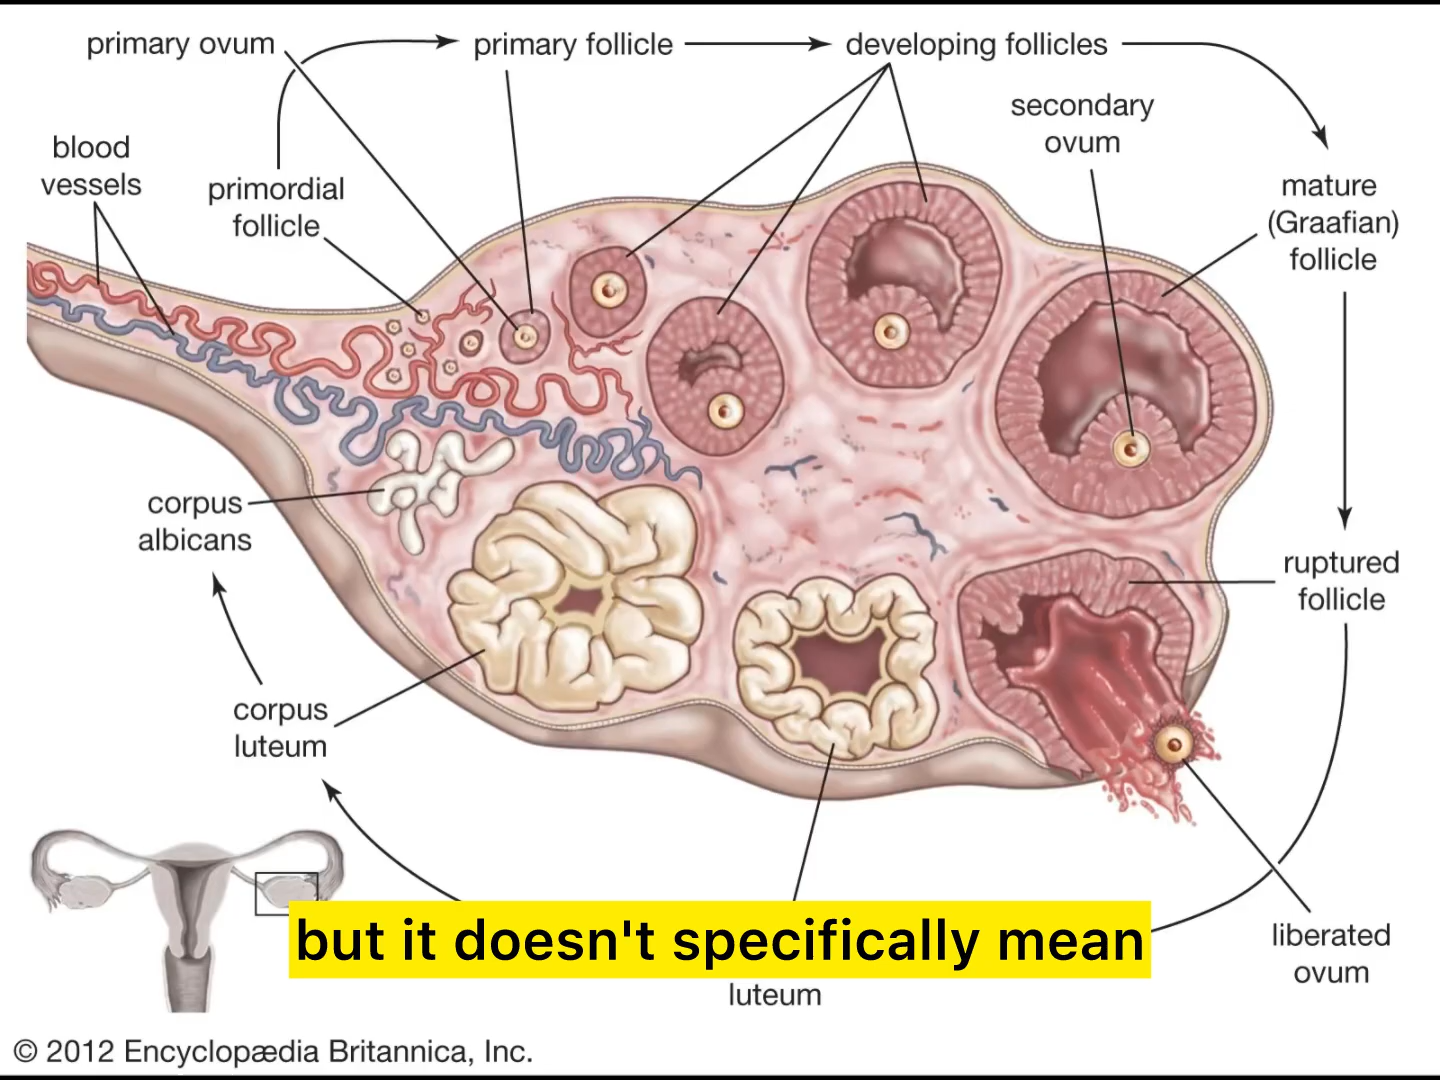 primary ovum
primary follicle
developing follicles
secondary
ovum
blood
vessels
primordial
follicle
mature
(Graafian)
follicle
corpus
albicans
ruptured
follicle
corpus
luteum
but it doesn't specifically mean
liberated
ovum
luteum
© 2012 Encyclopædia Britannica, Inc.